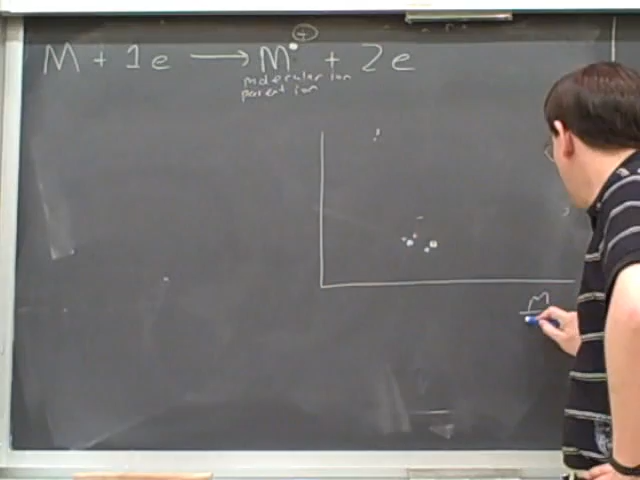 M + 1e ⟶ M•⊕ + 2e
molecular ion
parent ion
M